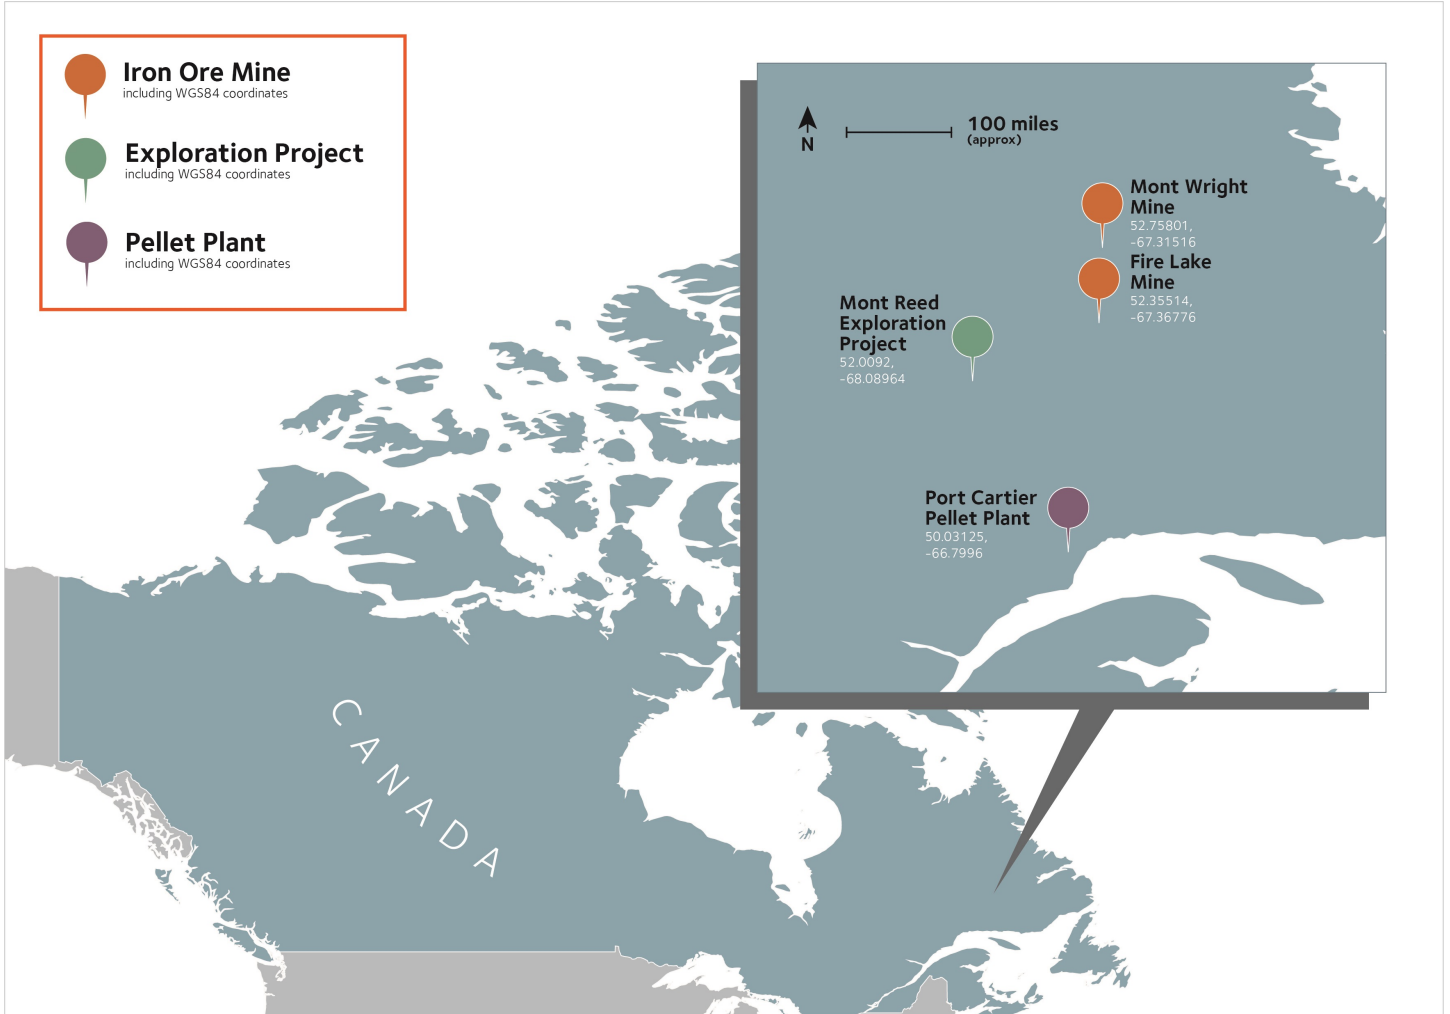 Iron Ore Mine
including WGS84 coordinates
Exploration Project
including WGS84 coordinates
Pellet Plant
including WGS84 coordinates
N
100 miles
(approx)
Mont Wright
Mine
52.75801,
-67.31516
Fire Lake
Mine
52.35514,
-67.36776
Mont Reed
Exploration
Project
52.0092,
-68.08964
Port Cartier
Pellet Plant
50.03125,
-66.7996
CANADA